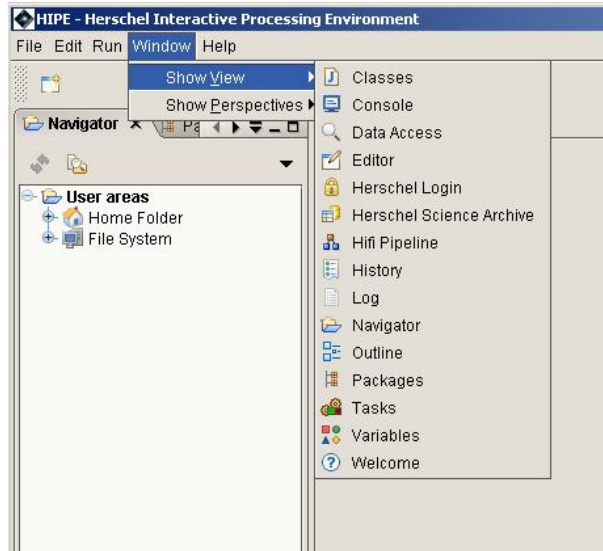 HIPE - Herschel Interactive Processing Environment
File Edit Run Window Help
Show View
Show Perspectives
Navigator
User areas
Home Folder
File System
Classes
Console
Data Access
Editor
Herschel Login
Herschel Science Archive
Hifi Pipeline
History
Log
Navigator
Outline
Packages
Tasks
Variables
Welcome